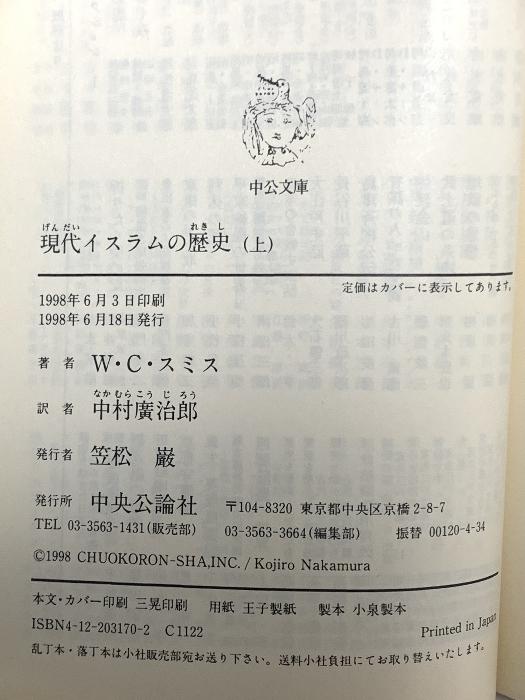 中公文庫
げんだい れきし
現代イスラムの歴史（上）
定価はカバーに表示してあります。
1998年6月3日印刷
1998年6月18日発行
著者 W・C・スミス
なかむらこうじろう
訳者 中村廣治郎
発行者 笠松 巌
発行所 中央公論社 〒104-8320 東京都中央区京橋2-8-7
TEL 03-3563-1431(販売部) 03-3563-3664(編集部) 振替 00120-4-34
©1998 CHUOKORON-SHA,INC. / Kojiro Nakamura
本文・カバー印刷 三晃印刷 用紙 王子製紙 製本 小泉製本
ISBN4-12-203170-2 C1122 Printed in Japan
乱丁本・落丁本は小社販売部宛お送り下さい。送料小社負担にてお取り替えいたします。